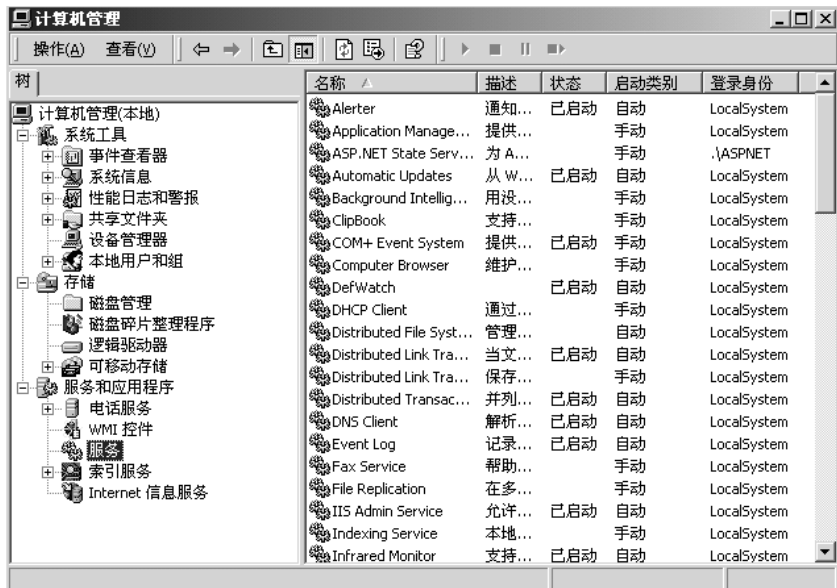 计算机管理
操作(A) 查看(V)
树
计算机管理(本地)
系统工具
事件查看器
系统信息
性能日志和警报
共享文件夹
设备管理器
本地用户和组
存储
磁盘管理
磁盘碎片整理程序
逻辑驱动器
可移动存储
服务和应用程序
电话服务
WMI 控件
服务
索引服务
Internet 信息服务
名称 描述 状态 启动类别 登录身份
Alerter 通知... 已启动 自动 LocalSystem
Application Manage... 提供... 手动 LocalSystem
ASP.NET State Serv... 为 A... 手动 .\ASPNET
Automatic Updates 从 W... 已启动 自动 LocalSystem
Background Intellig... 用没... 手动 LocalSystem
ClipBook 支持... 手动 LocalSystem
COM+ Event System 提供... 已启动 手动 LocalSystem
Computer Browser 维护... 手动 LocalSystem
DefWatch 已启动 自动 LocalSystem
DHCP Client 通过... 手动 LocalSystem
Distributed File Syst... 管理... 自动 LocalSystem
Distributed Link Tra... 当文... 已启动 自动 LocalSystem
Distributed Link Tra... 保存... 手动 LocalSystem
Distributed Transac... 并列... 已启动 自动 LocalSystem
DNS Client 解析... 已启动 自动 LocalSystem
Event Log 记录... 已启动 自动 LocalSystem
Fax Service 帮助... 手动 LocalSystem
File Replication 在多... 手动 LocalSystem
IIS Admin Service 允许... 已启动 自动 LocalSystem
Indexing Service 本地... 手动 LocalSystem
Infrared Monitor 支持... 已启动 自动 LocalSystem